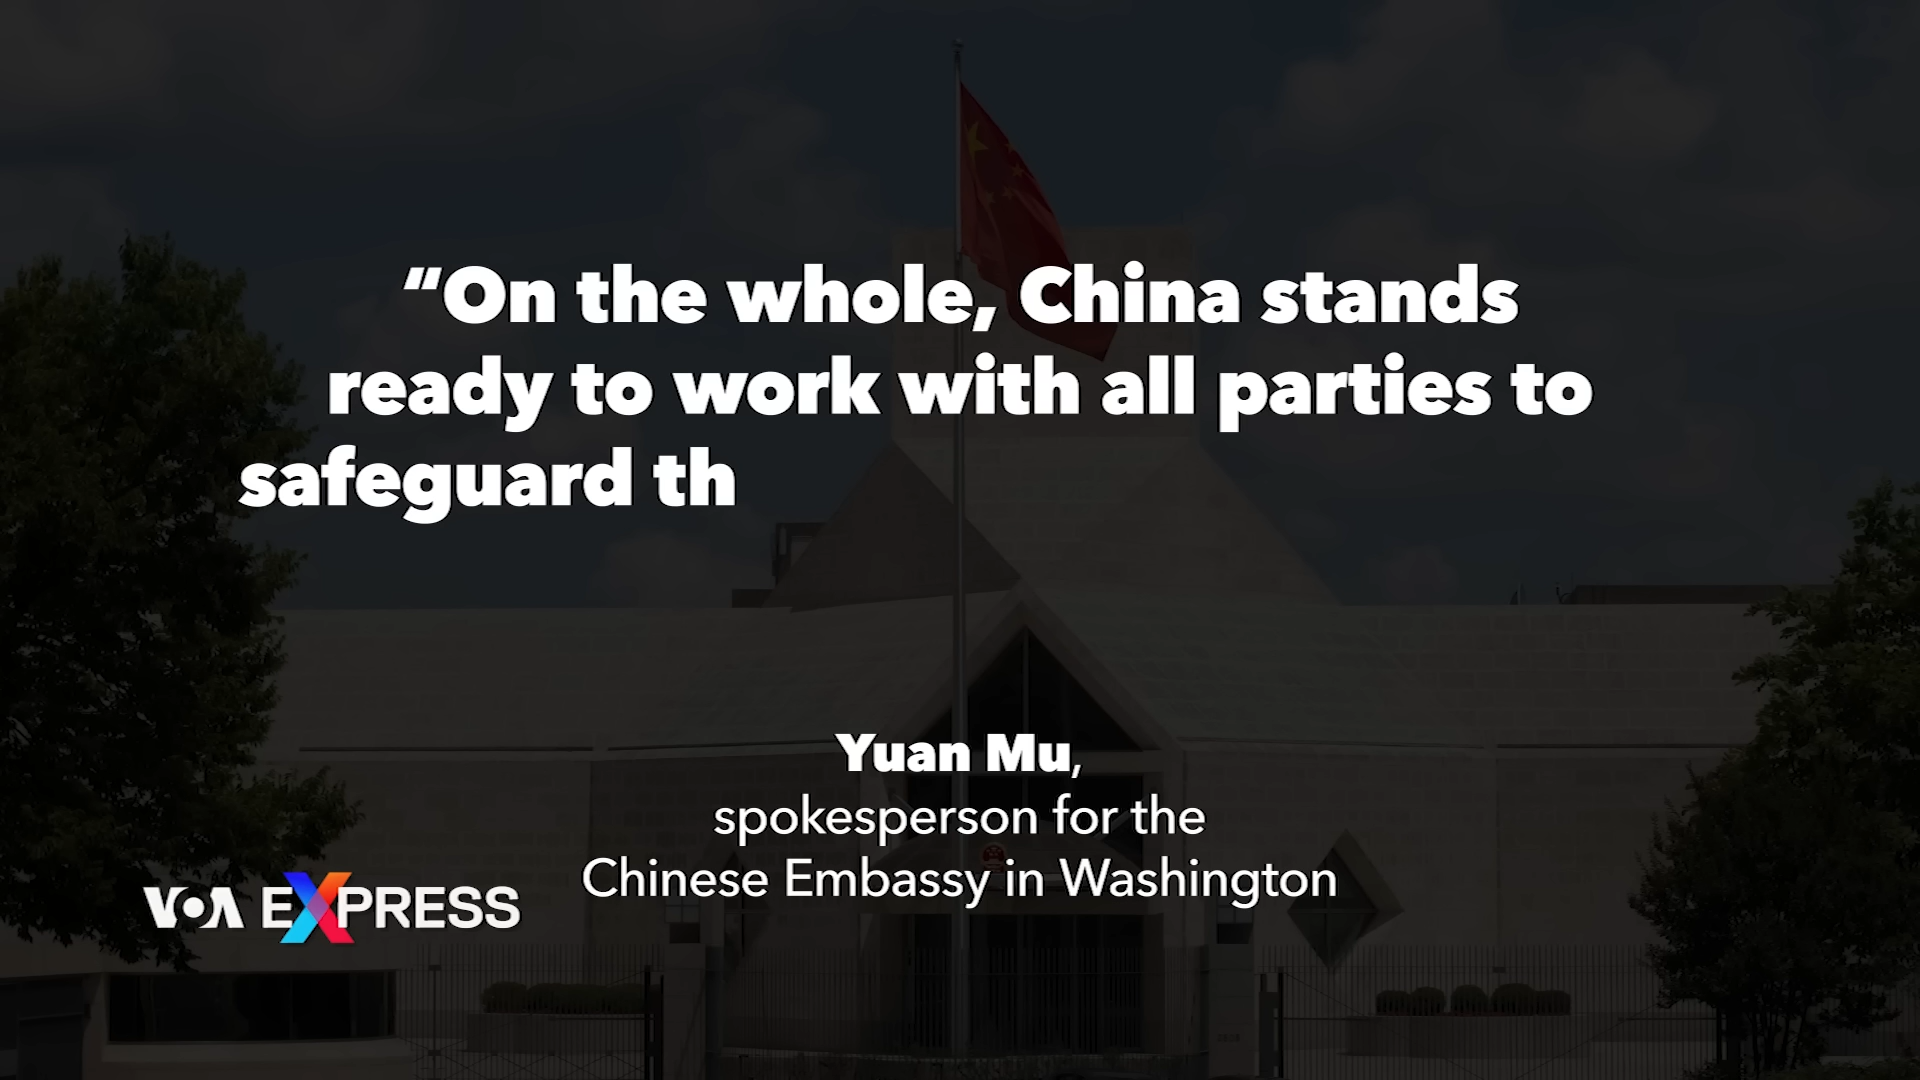 “On the whole, China stands
ready to work with all parties to
safeguard th
Yuan Mu,
spokesperson for the
Chinese Embassy in Washington
VOA EXPRESS